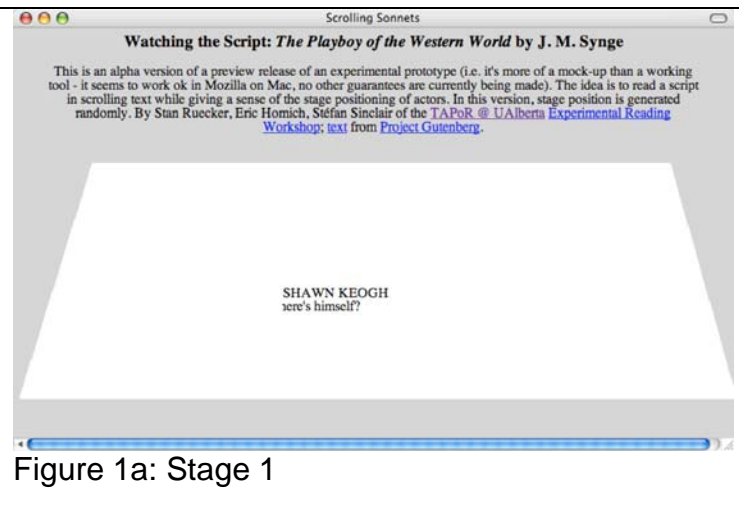 Scrolling Sonnets
Watching the Script: The Playboy of the Western World by J. M. Synge
This is an alpha version of a preview release of an experimental prototype (i.e. it's more of a mock-up than a working
tool - it seems to work ok in Mozilla on Mac, no other guarantees are currently being made). The idea is to read a script
in scrolling text while giving a sense of the stage positioning of actors. In this version, stage position is generated
randomly. By Stan Ruecker, Eric Homich, Stéfan Sinclair of the TAPoR @ UAlberta Experimental Reading
Workshop; text from Project Gutenberg.
SHAWN KEOGH
here's himself?
Figure 1a: Stage 1